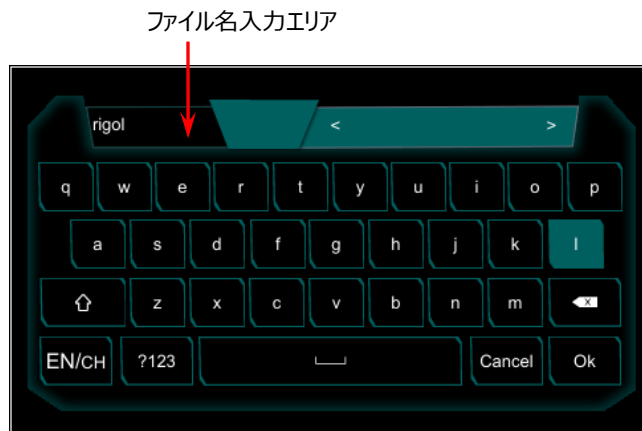 ファイル名入力エリア
rigol < >
q w e r t y u i o p
a s d f g h j k l
z x c v b n m x
EN/CH ?123 Cancel Ok